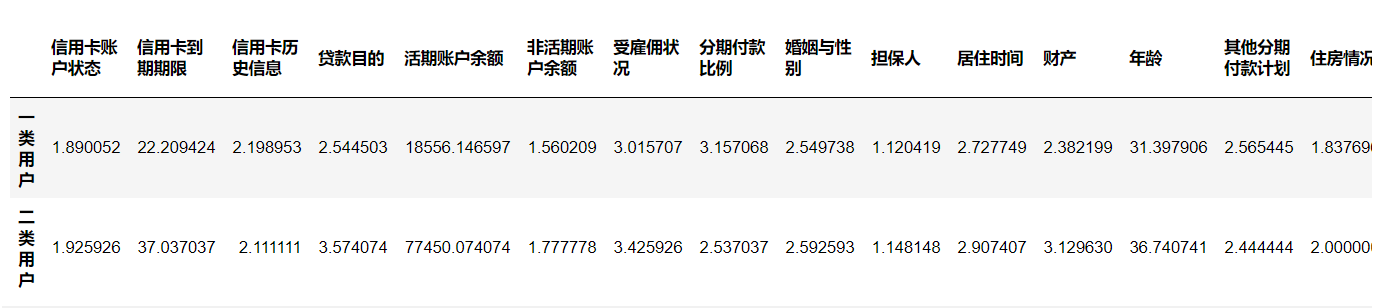 信用卡账户状态 信用卡到期期限 信用卡历史信息 贷款目的 活期账户余额 非活期账户余额 受雇佣状况 分期付款比例 婚姻与性别 担保人 居住时间 财产 年龄 其他分期付款计划 住房情况
一类用户 1.890052 22.209424 2.198953 2.544503 18556.146597 1.560209 3.015707 3.157068 2.549738 1.120419 2.727749 2.382199 31.397906 2.565445 1.83769
二类用户 1.925926 37.037037 2.111111 3.574074 77450.074074 1.777778 3.425926 2.537037 2.592593 1.148148 2.907407 3.129630 36.740741 2.444444 2.00000